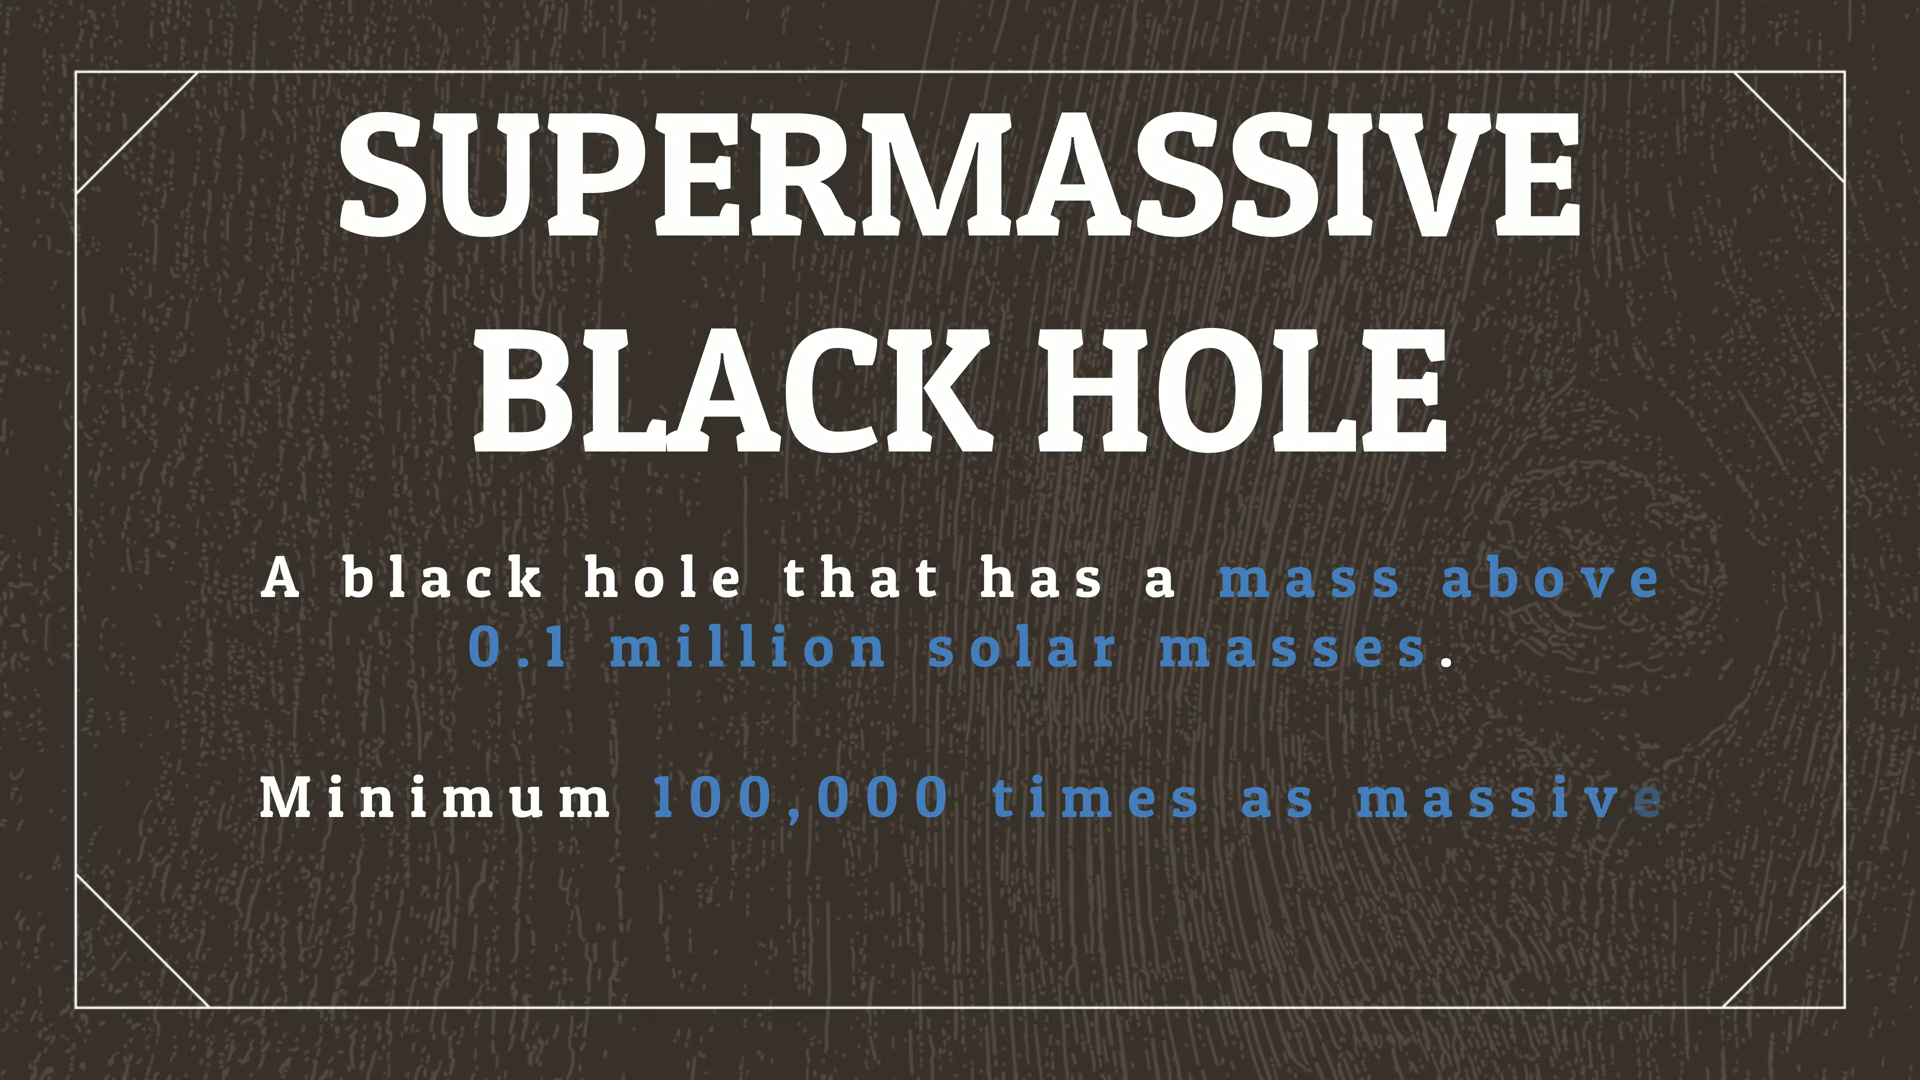 SUPERMASSIVE
BLACK HOLE
A black hole that has a mass above
0.1 million solar masses.
Minimum 100,000 times as massive